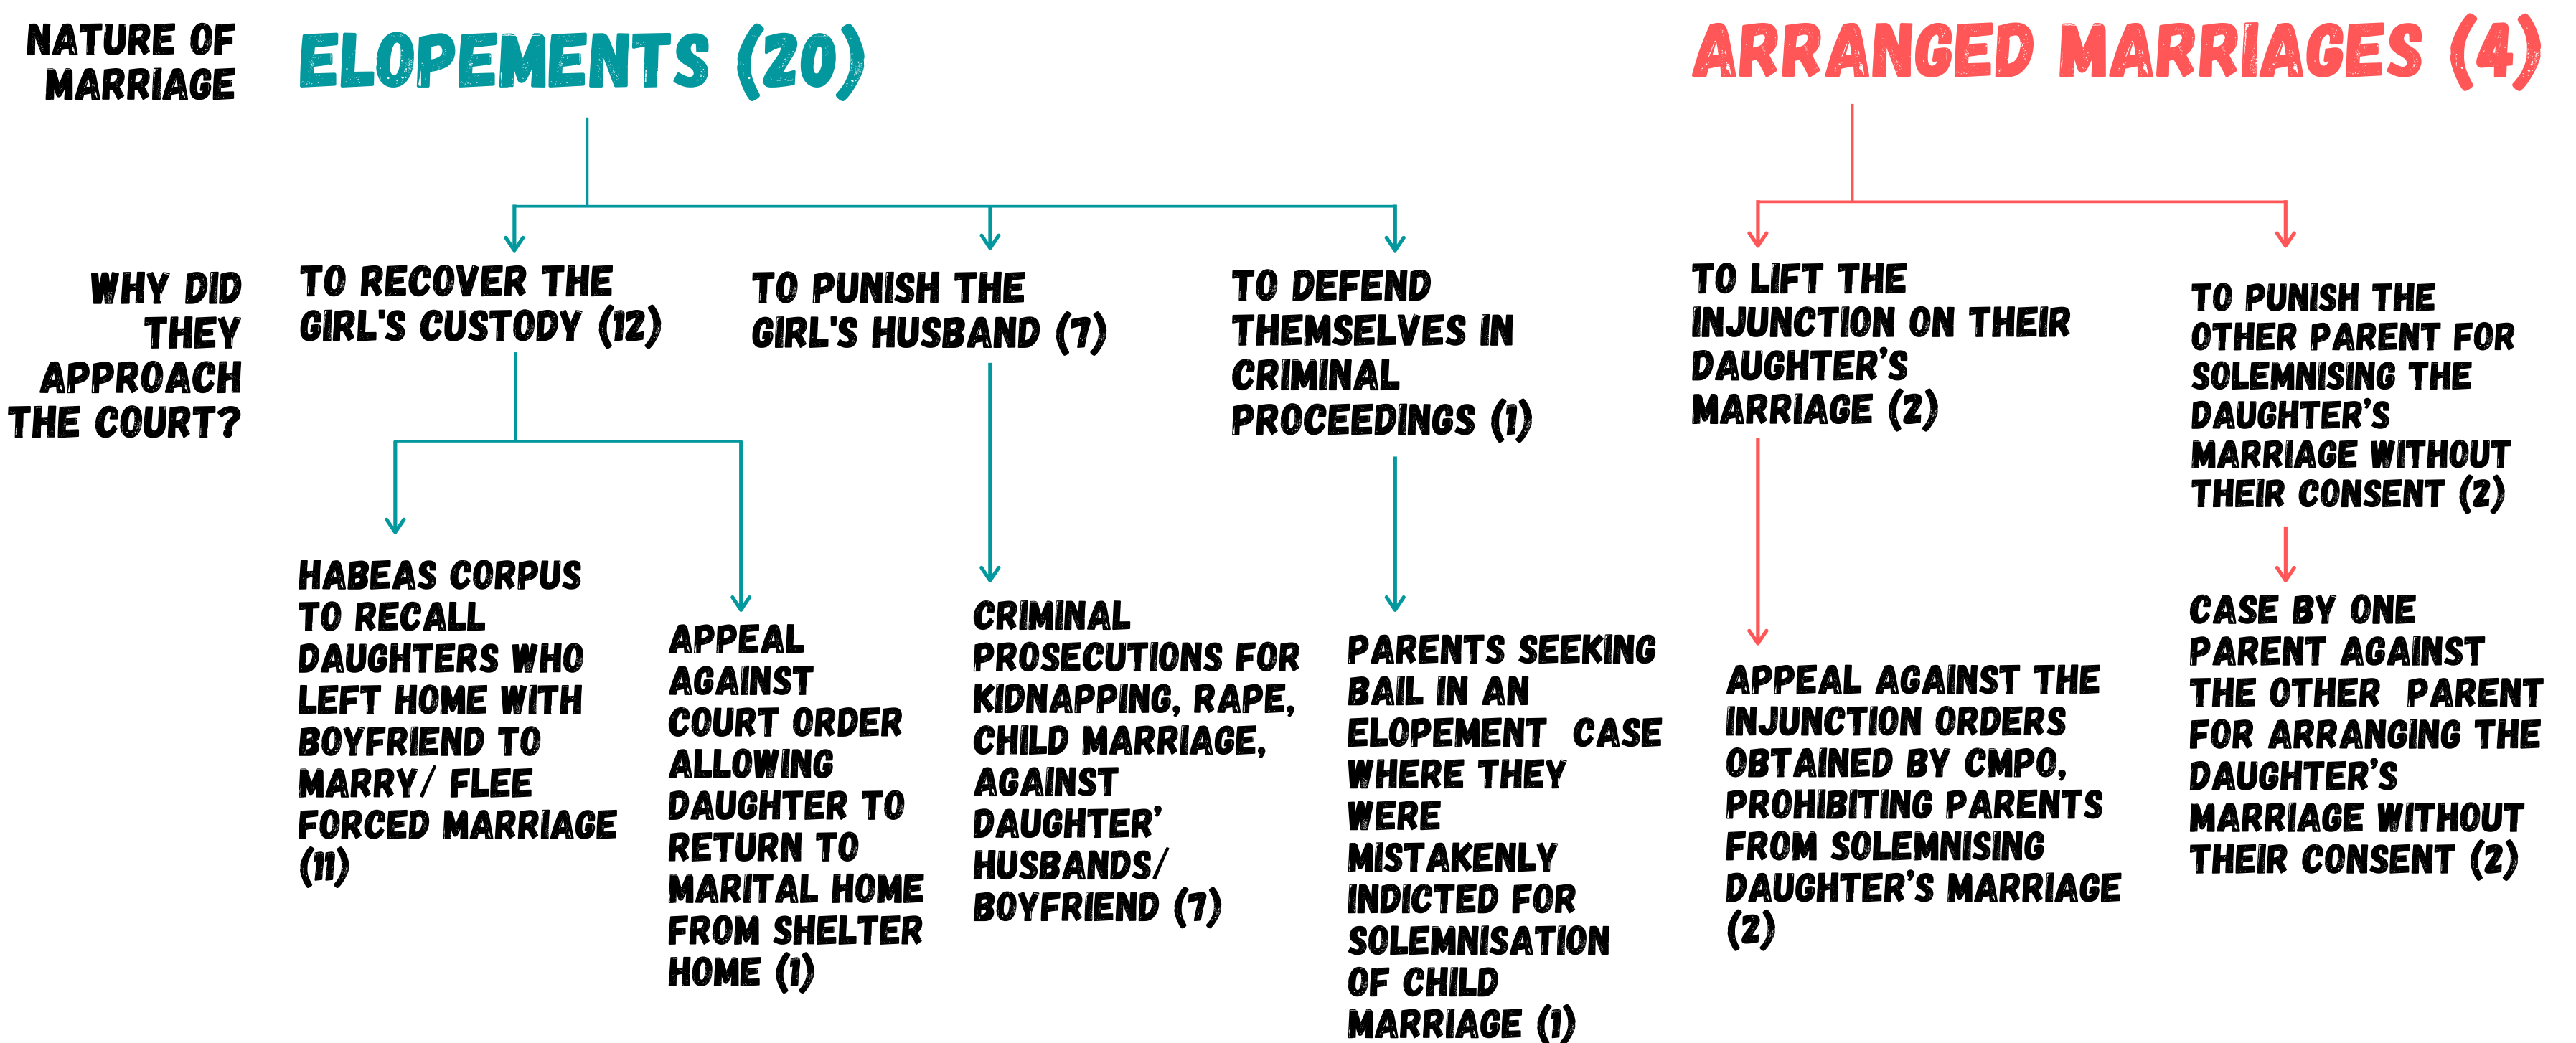 NATURE OF
MARRIAGE
ELOPEMENTS (20)
ARRANGED MARRIAGES (4)
WHY DID
THEY
APPROACH
THE COURT?
TO RECOVER THE
GIRL'S CUSTODY (12)
TO PUNISH THE
GIRL'S HUSBAND (7)
TO DEFEND
THEMSELVES IN
CRIMINAL
PROCEEDINGS (1)
TO LIFT THE
INJUNCTION ON THEIR
DAUGHTER’S
MARRIAGE (2)
TO PUNISH THE
OTHER PARENT FOR
SOLEMNISING THE
DAUGHTER’S
MARRIAGE WITHOUT
THEIR CONSENT (2)
HABEAS CORPUS
TO RECALL
DAUGHTERS WHO
LEFT HOME WITH
BOYFRIEND TO
MARRY/ FLEE
FORCED MARRIAGE
(11)
APPEAL
AGAINST
COURT ORDER
ALLOWING
DAUGHTER TO
RETURN TO
MARITAL HOME
FROM SHELTER
HOME (1)
CRIMINAL
PROSECUTIONS FOR
KIDNAPPING, RAPE,
CHILD MARRIAGE,
AGAINST
DAUGHTER’
HUSBANDS/
BOYFRIEND (7)
PARENTS SEEKING
BAIL IN AN
ELOPEMENT  CASE
WHERE THEY
WERE
MISTAKENLY
INDICTED FOR
SOLEMNISATION
OF CHILD
MARRIAGE (1)
APPEAL AGAINST THE
INJUNCTION ORDERS
OBTAINED BY CMPO,
PROHIBITING PARENTS
FROM SOLEMNISING
DAUGHTER’S MARRIAGE
(2)
CASE BY ONE
PARENT AGAINST
THE OTHER  PARENT
FOR ARRANGING THE
DAUGHTER’S
MARRIAGE WITHOUT
THEIR CONSENT (2)